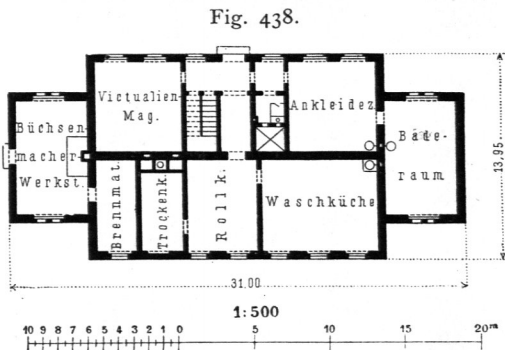 Fig. 438.
Victualien-
Mag.
Ankleidez.
Büchsen-
macher-
Werkst.
Bade-
raum
Brennmat.
Trockenk.
Rollk.
Waschküche
13.95
31.00
1:500
10 9 8 7 6 5 4 3 2 1 0 5 10 15 20m